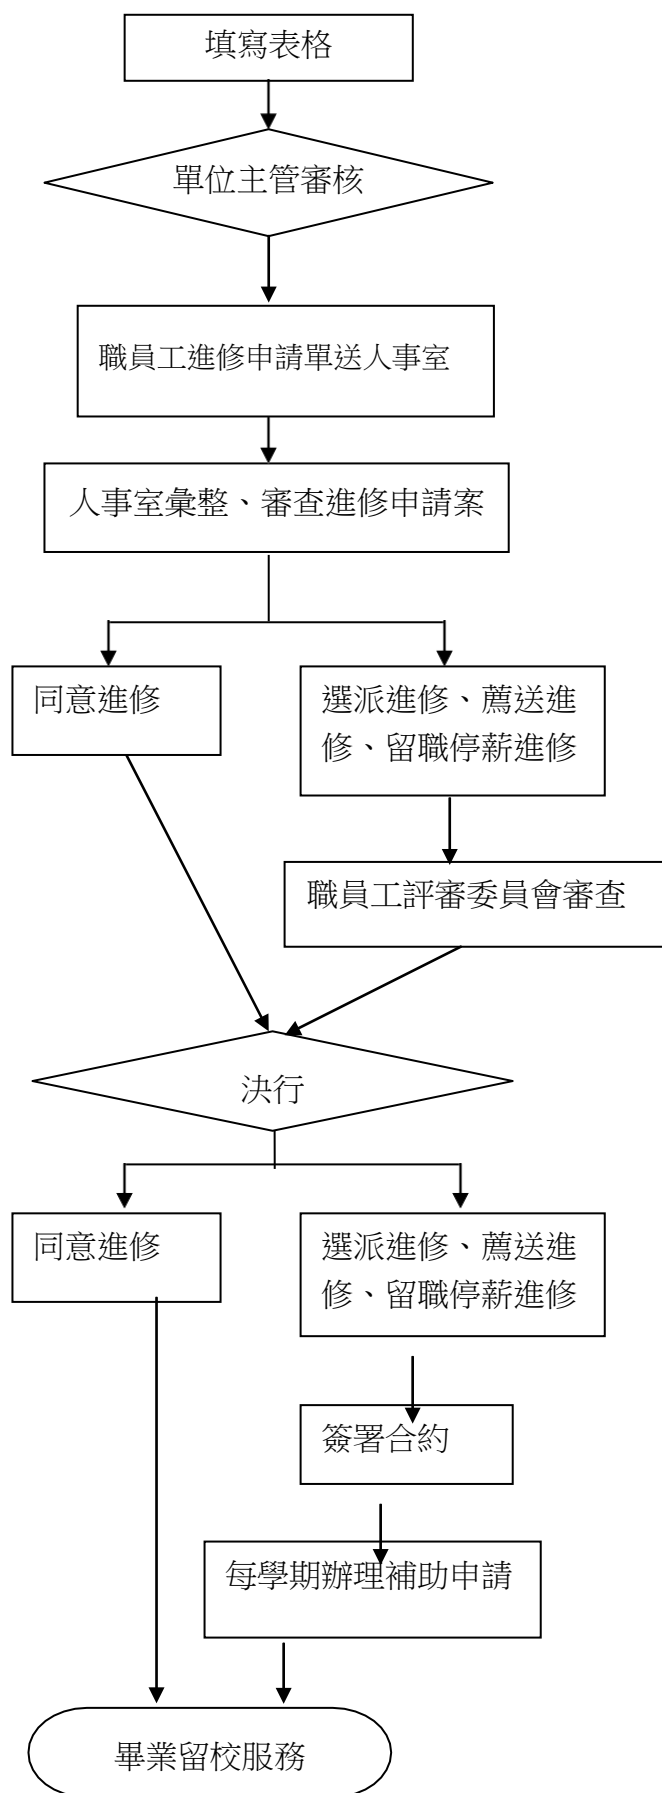 填寫表格
單位主管審核
職員工進修申請單送人事室
人事室彙整、審查進修申請案
同意進修
選派進修、薦送進
修、留職停薪進修
職員工評審委員會審查
決行
同意進修
選派進修、薦送進
修、留職停薪進修
簽署合約
每學期辦理補助申請
畢業留校服務